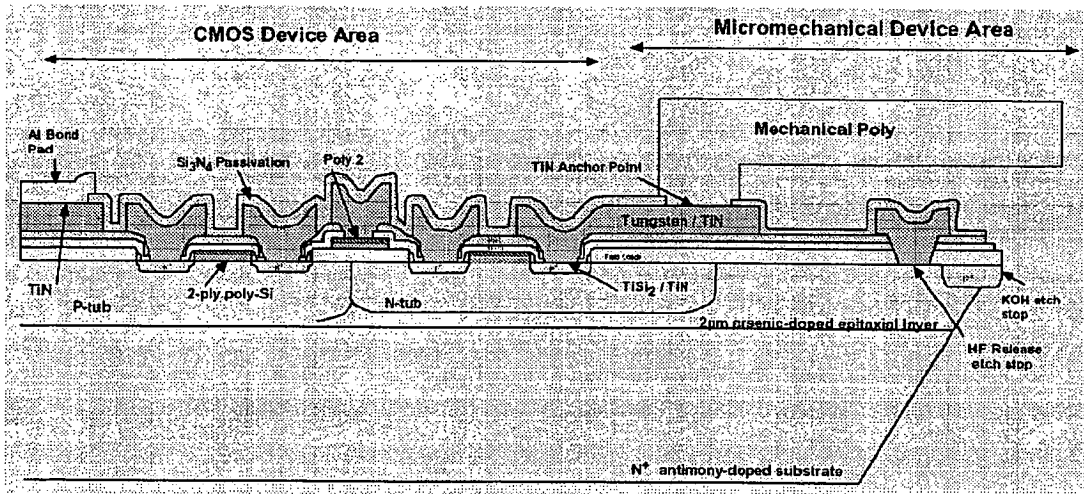 CMOS Device Area
Micromechanical Device Area
Al Bond
Pad
Si3N4 Passivation
Poly 2
TiN Anchor Point
Mechanical Poly
Tungsten / TiN
TiN
P-tub
2-ply poly-Si
N-tub
TiSi2 / TiN
KOH etch
stop
2µm arsenic-doped epitaxial layer
HF Release
etch stop
N+ antimony-doped substrate